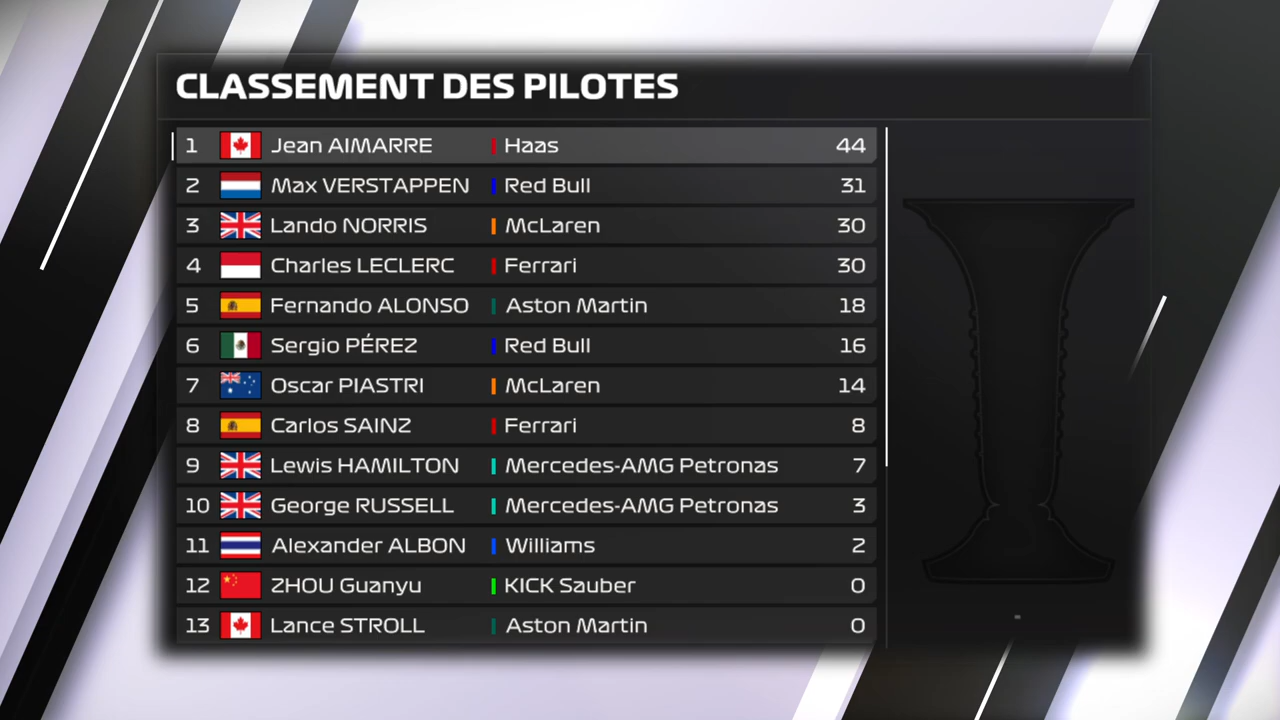 CLASSEMENT DES PILOTES
1 Jean AIMARRE Haas 44
2 Max VERSTAPPEN Red Bull 31
3 Lando NORRIS McLaren 30
4 Charles LECLERC Ferrari 30
5 Fernando ALONSO Aston Martin 18
6 Sergio PÉREZ Red Bull 16
7 Oscar PIASTRI McLaren 14
8 Carlos SAINZ Ferrari 8
9 Lewis HAMILTON Mercedes-AMG Petronas 7
10 George RUSSELL Mercedes-AMG Petronas 3
11 Alexander ALBON Williams 2
12 ZHOU Guanyu KICK Sauber 0
13 Lance STROLL Aston Martin 0